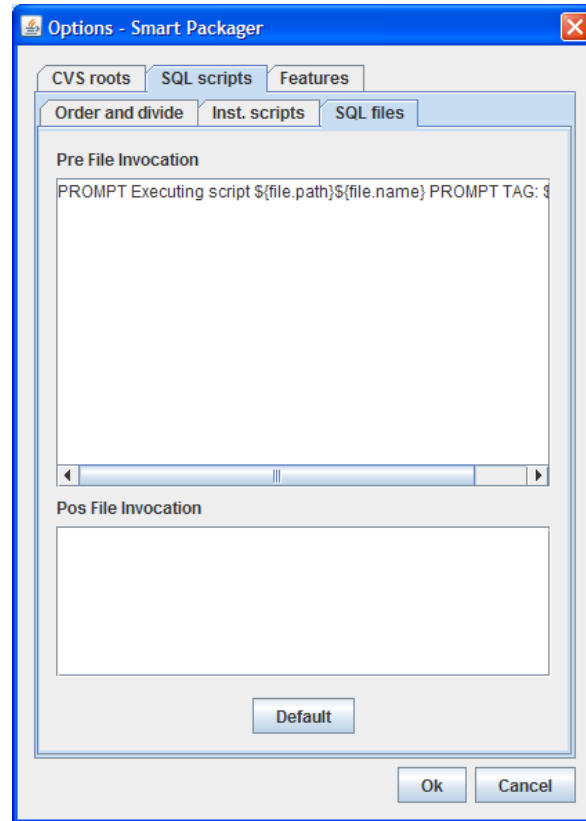 Options - Smart Packager
CVS roots SQL scripts Features
Order and divide Inst. scripts SQL files
Pre File Invocation
PROMPT Executing script ${file.path}${file.name} PROMPT TAG: $
Pos File Invocation
Default
Ok Cancel